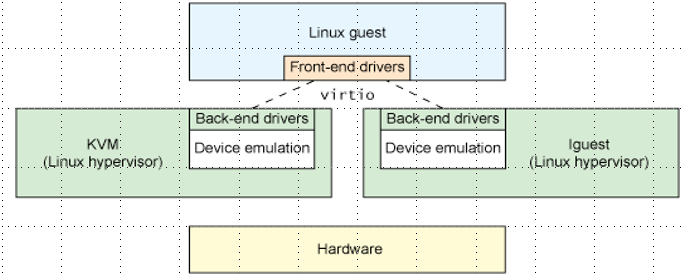 Linux guest
Front-end drivers
virtio
Back-end drivers
Back-end drivers
KVM
(Linux hypervisor)
Device emulation
Device emulation
lguest
(Linux hypervisor)
Hardware